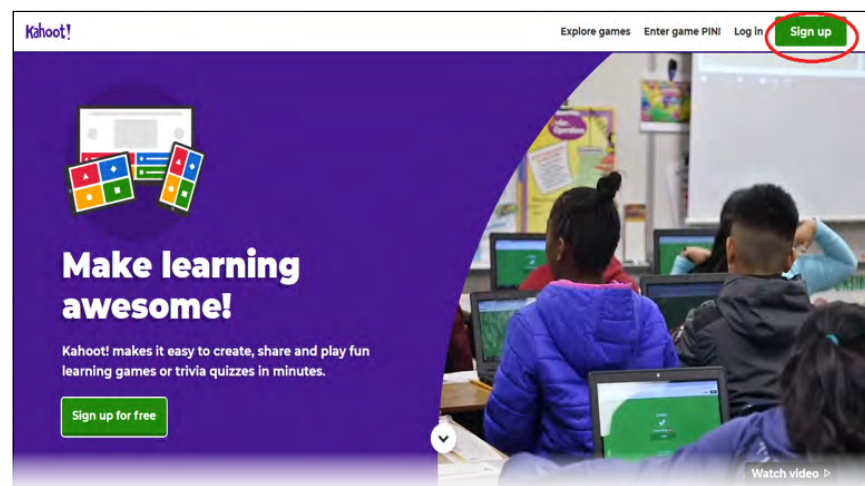 Kahoot!
Explore games Enter game PIN! Log in Sign up
Make learning
awesome!
Kahoot! makes it easy to create, share and play fun
learning games or trivia quizzes in minutes.
Sign up for free
Watch video